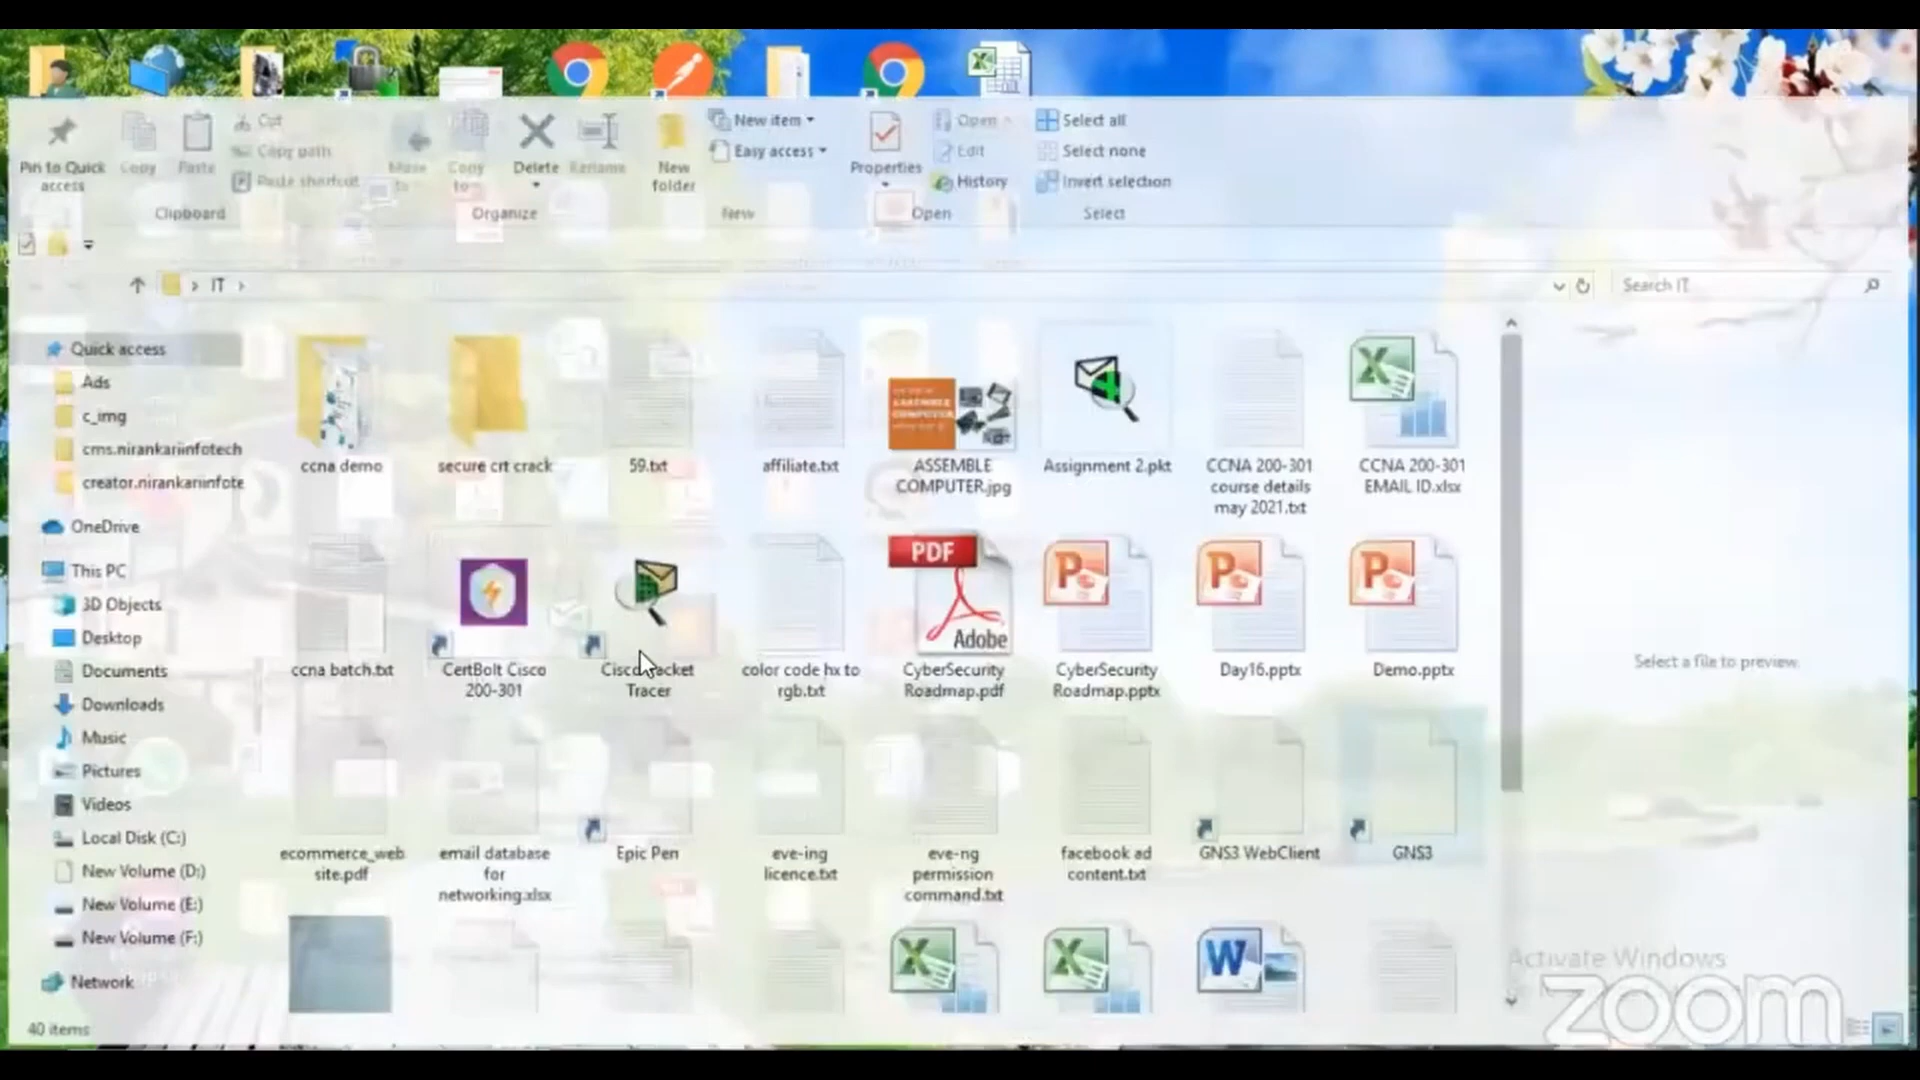 Pin to Quick
access
Copy
Paste
Cut
Copy path
Paste shortcut
Clipboard
Move
to
Copy
to
Delete
Rename
Organize
New
folder
New item
Easy access
New
Properties
Open
Edit
History
Open
Select all
Select none
Invert selection
Select
IT
Search IT
Quick access
Ads
c_img
cms.nirankariinfotech
creator.nirankariinfote
OneDrive
This PC
3D Objects
Desktop
Documents
Downloads
Music
Pictures
Videos
Local Disk (C:)
New Volume (D:)
New Volume (E:)
New Volume (F:)
Network
40 items
ccna demo
secure crt crack
59.txt
affiliate.txt
ASSEMBLE
COMPUTER.jpg
Assignment 2.pkt
CCNA 200-301
course details
may 2021.txt
CCNA 200-301
EMAIL ID.xlsx
ccna batch.txt
CertBolt Cisco
200-301
Cisco Packet
Tracer
color code hx to
rgb.txt
PDF
Adobe
CyberSecurity
Roadmap.pdf
CyberSecurity
Roadmap.pptx
Day16.pptx
Demo.pptx
ecommerce_web
site.pdf
email database
for
networking.xlsx
Epic Pen
eve-ing
licence.txt
eve-ng
permission
command.txt
facebook ad
content.txt
GNS3 WebClient
GNS3
Select a file to preview.
Activate Windows
zoom